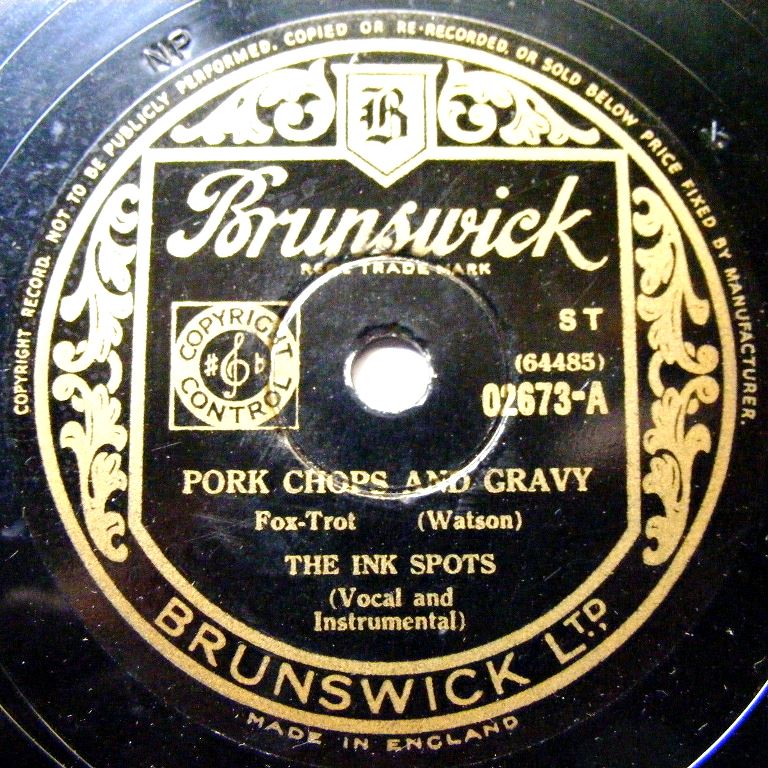 NP
COPYRIGHT RECORD. NOT TO BE PUBLICLY PERFORMED, COPIED OR RE-RECORDED, OR SOLD BELOW PRICE FIXED BY MANUFACTURER.
B
Brunswick
REGD TRADE MARK
COPYRIGHT
CONTROL
ST
(64485)
02673-A
PORK CHOPS AND GRAVY
Fox-Trot (Watson)
THE INK SPOTS
(Vocal and
Instrumental)
BRUNSWICK LTD.,
MADE IN ENGLAND